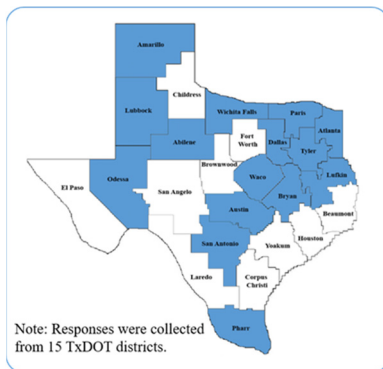 Amarillo
Childress
Lubbock
Wichita Falls
Paris
Atlanta
Fort
Worth
Dallas
Tyler
Abilene
Brownwood
Waco
Lufkin
El Paso
Odessa
San Angelo
Bryan
Beaumont
Austin
Houston
San Antonio
Yoakum
Laredo
Corpus
Christi
Pharr
Note: Responses were collected
from 15 TxDOT districts.